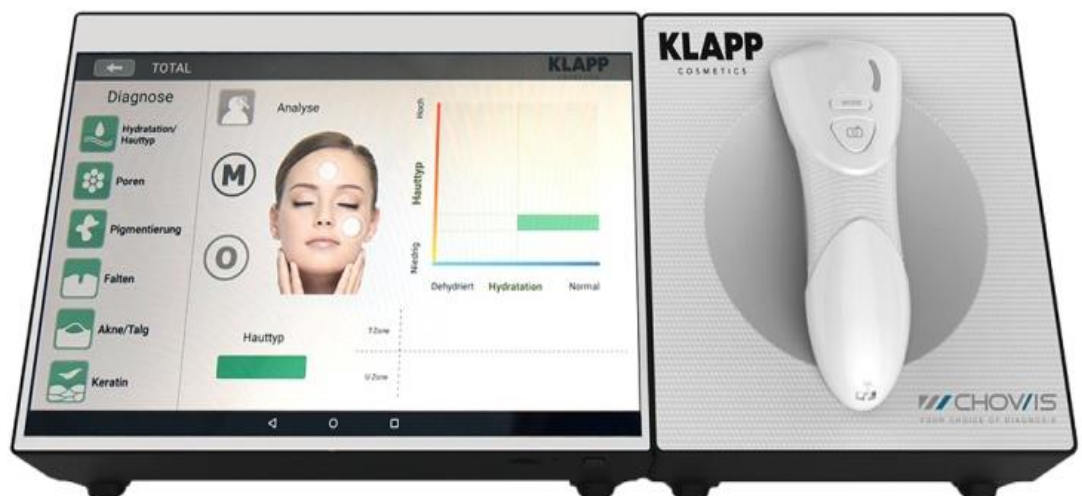 TOTAL
KLAPP
Diagnose
Hydratation/
Hauttyp
Poren
Pigmentierung
Falten
Akne/Talg
Keratin
Analyse
M
O
Hauttyp
Hoch
Hauttyp
Niedrig
Dehydriert Hydratation Normal
T-Zone
U-Zone
KLAPP
COSMETICS
MODE
CHOWIS
YOUR CHOICE OF DIAGNOSIS